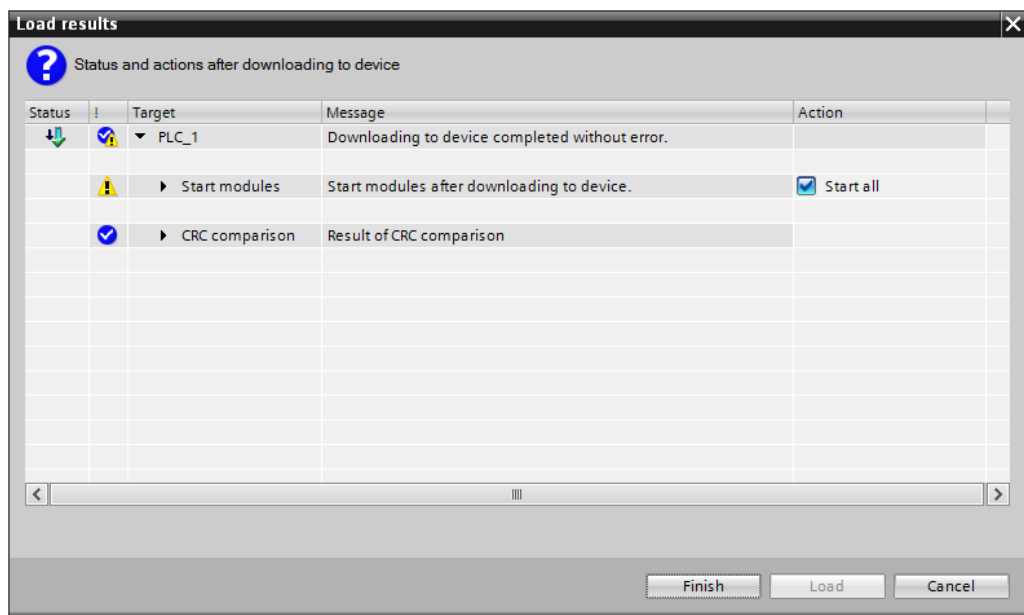 Load results
Status and actions after downloading to device
Status ! Target Message Action
PLC_1 Downloading to device completed without error.
Start modules Start modules after downloading to device. Start all
CRC comparison Result of CRC comparison
Finish Load Cancel